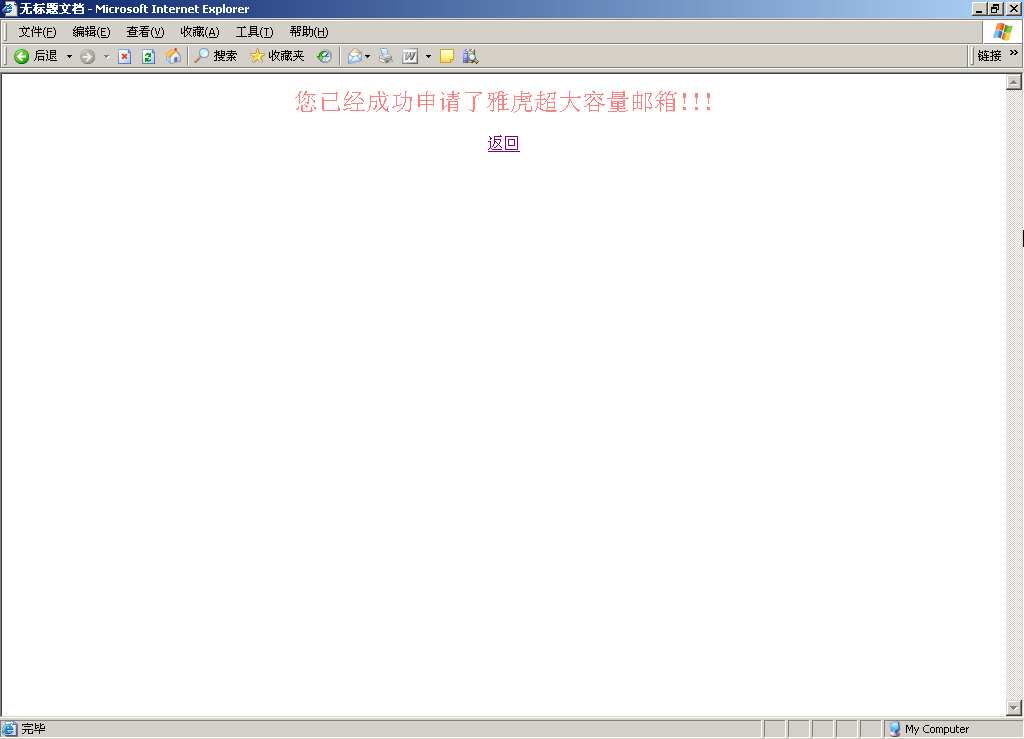 无标题文档 - Microsoft Internet Explorer
文件(F) 编辑(E) 查看(V) 收藏(A) 工具(T) 帮助(H)
后退 搜索 收藏夹 W 链接 »
您已经成功申请了雅虎超大容量邮箱!!!
返回
完毕 My Computer